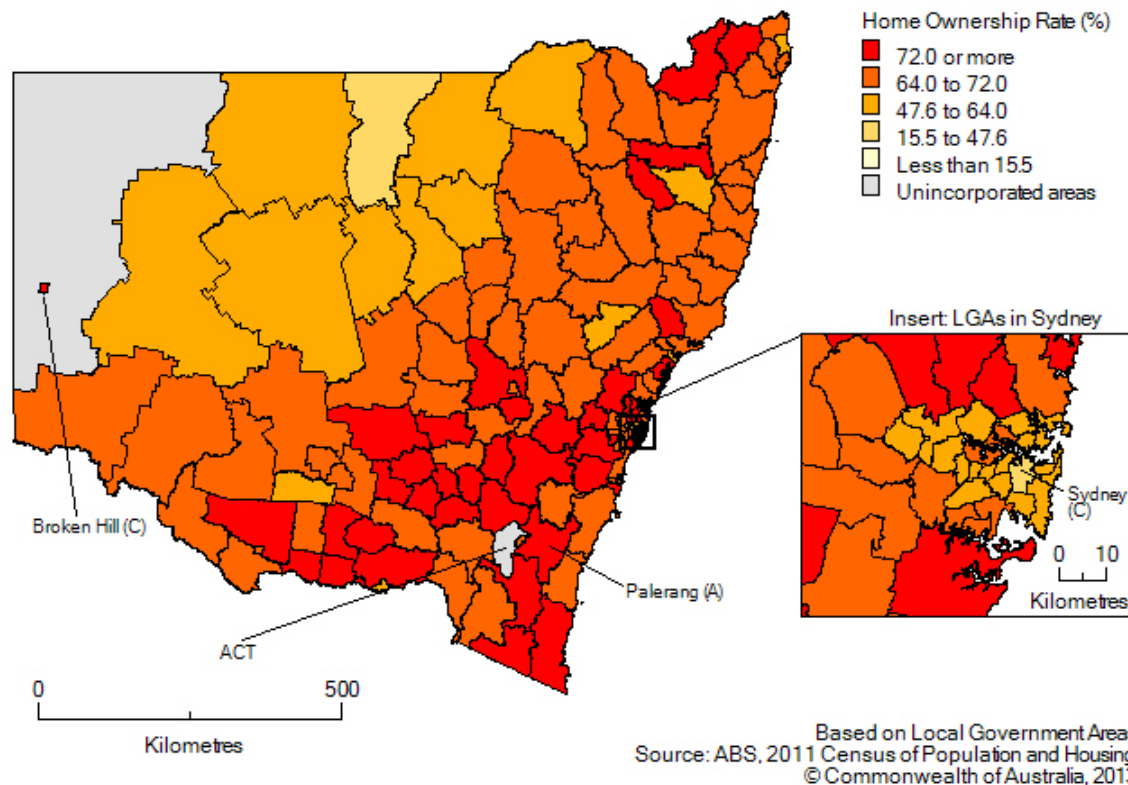 Home Ownership Rate (%)
72.0 or more
64.0 to 72.0
47.6 to 64.0
15.5 to 47.6
Less than 15.5
Unincorporated areas
Insert: LGAs in Sydney
Sydney
(C)
0 10
Kilometres
Broken Hill (C)
Palerang (A)
ACT
0 500
Kilometres
Based on Local Government Area
Source: ABS, 2011 Census of Population and Housing
© Commonwealth of Australia, 2013